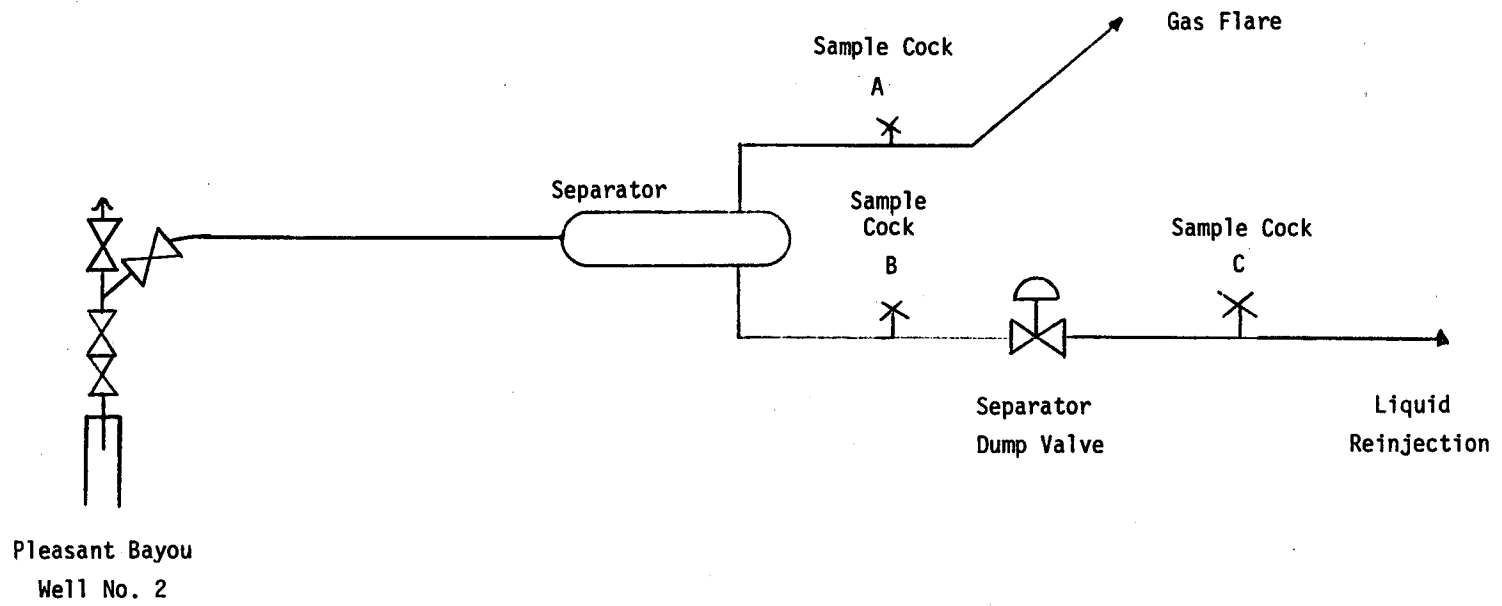 Gas Flare
Sample Cock
A
Separator
Sample
Cock
B
Sample Cock
C
Separator
Dump Valve
Liquid
Reinjection
Pleasant Bayou
Well No. 2